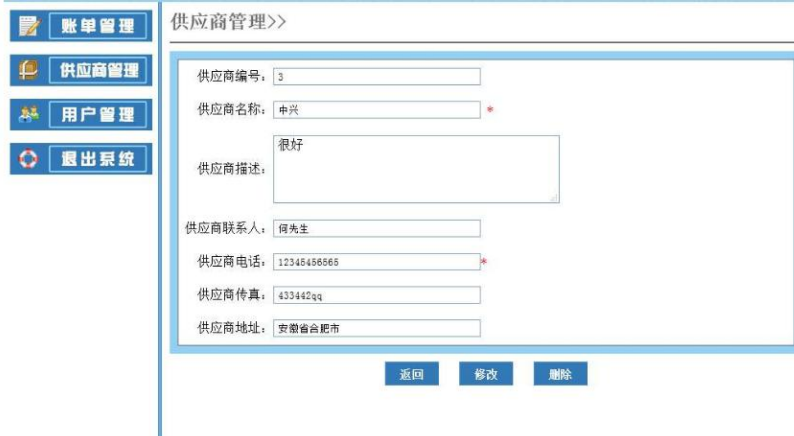 账单管理
供应商管理
用户管理
退出系统
供应商管理>>
供应商编号: 3
供应商名称: 中兴 *
供应商描述: 很好
供应商联系人: 何先生
供应商电话: 12345456565 *
供应商传真: 433442qq
供应商地址: 安徽省合肥市
返回 修改 删除